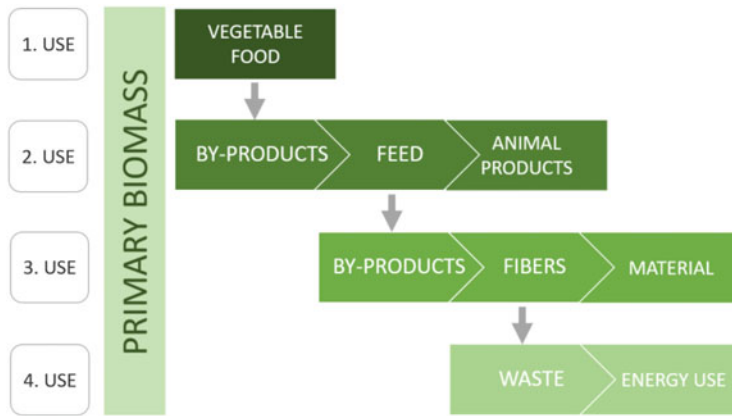 1. USE
VEGETABLE
FOOD
2. USE
BY-PRODUCTS
FEED
ANIMAL
PRODUCTS
3. USE
BY-PRODUCTS
FIBERS
MATERIAL
4. USE
WASTE
ENERGY USE
PRIMARY BIOMASS